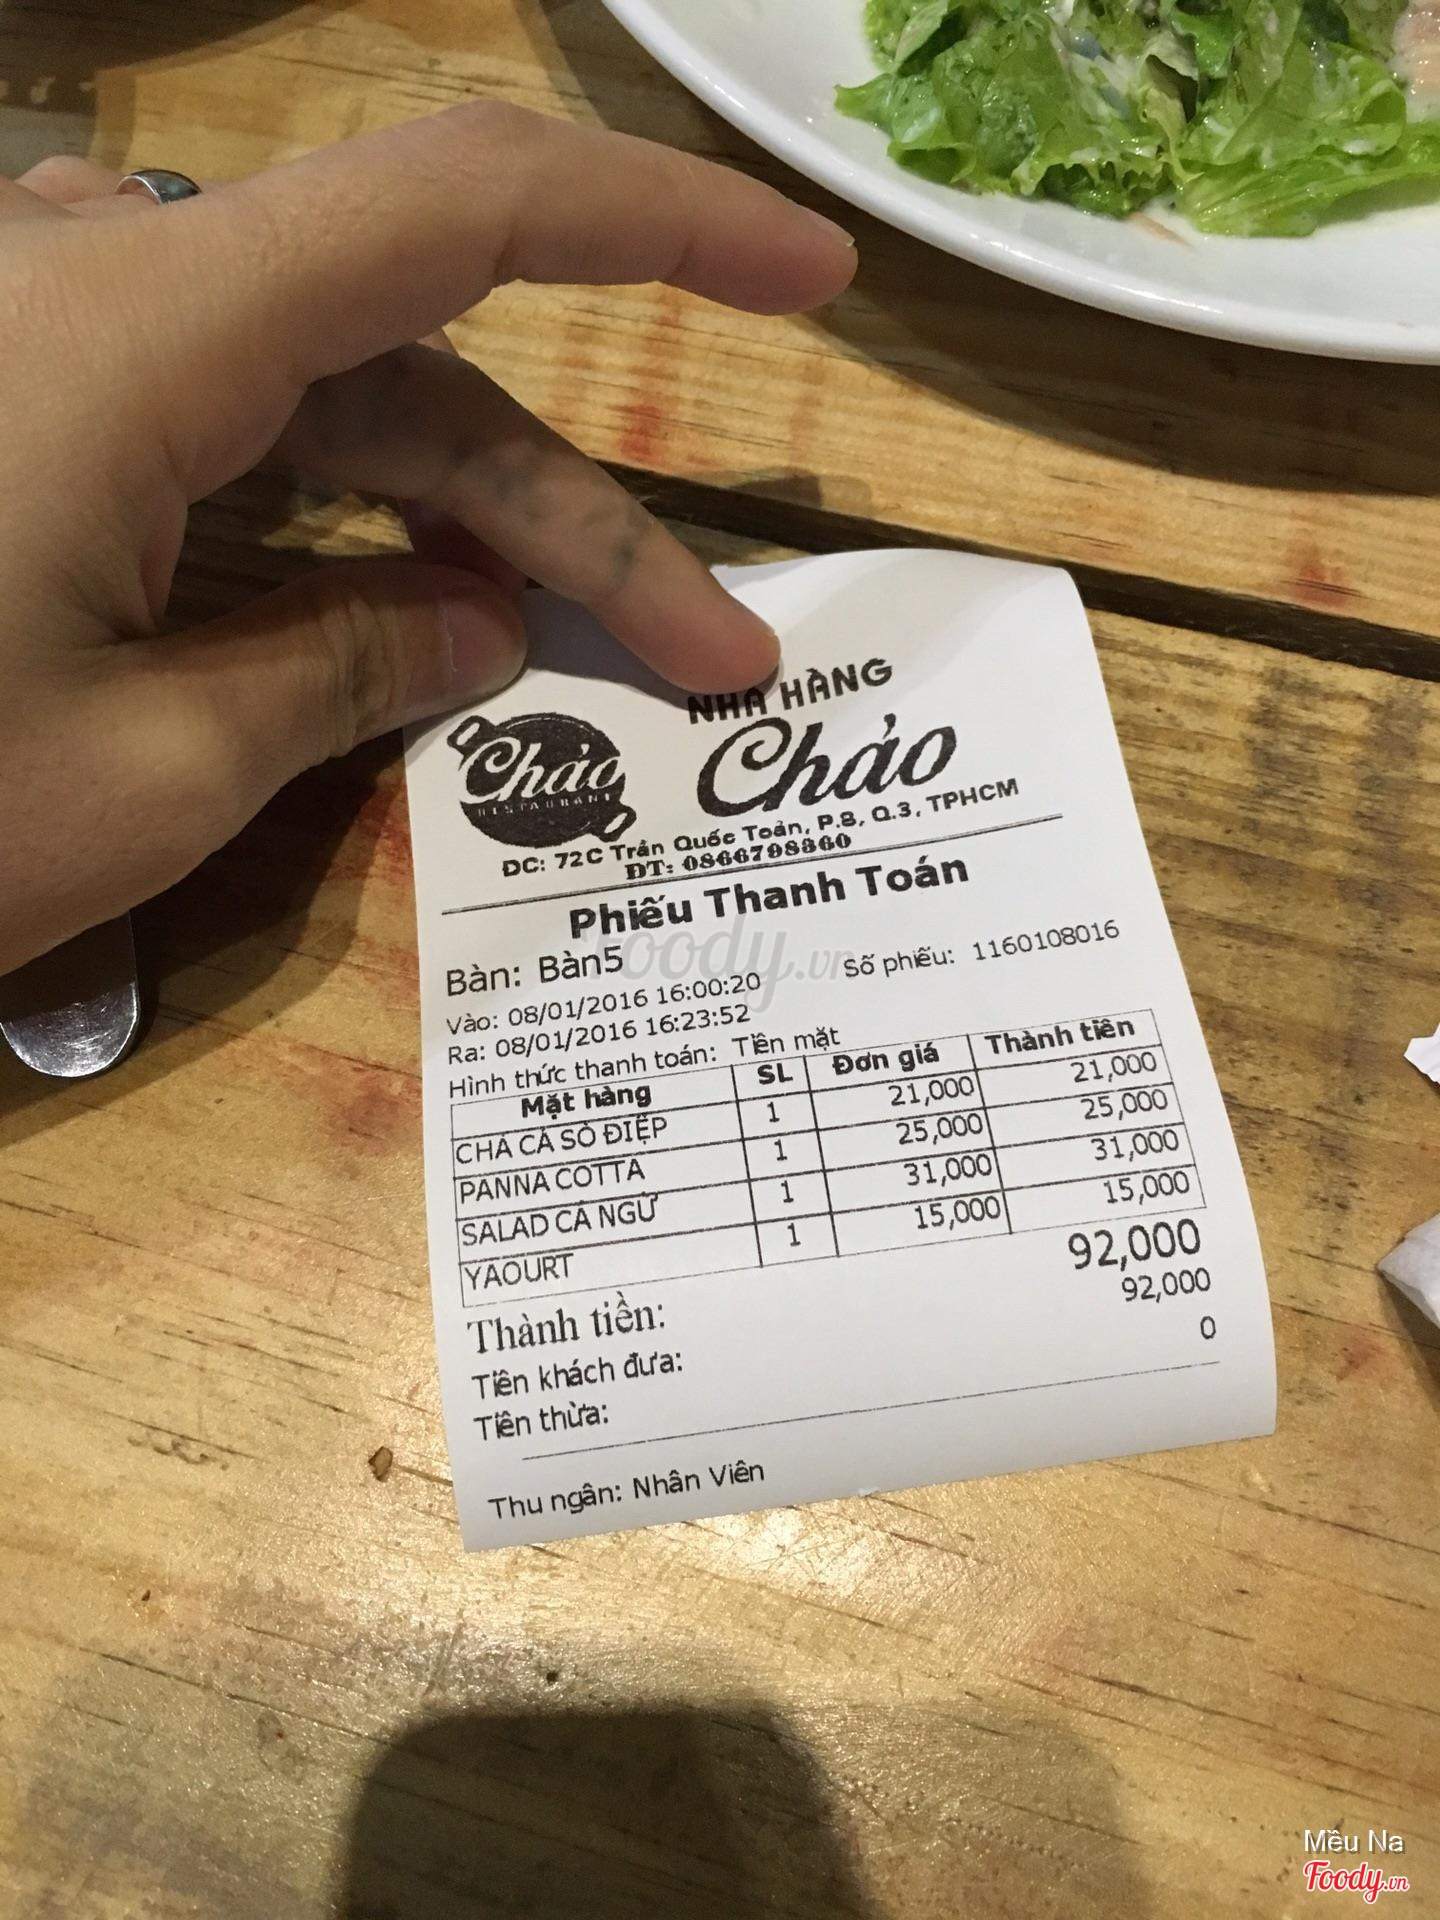 NHÀ HÀNG
Chảo
Chảo
RESTAURANT
ĐC: 72C Trần Quốc Toản, P.8, Q.3, TPHCM
ĐT: 0866798360
Phiếu Thanh Toán
Bàn: Bàn5
Số phiếu: 1160108016
Vào: 08/01/2016 16:00:20
Ra: 08/01/2016 16:23:52
Hình thức thanh toán: Tiền mặt
Mặt hàng SL Đơn giá Thành tiền
CHẢ CÁ SÒ ĐIỆP 1 21,000 21,000
PANNA COTTA 1 25,000 25,000
SALAD CÁ NGỪ 1 31,000 31,000
YAOURT 1 15,000 15,000
Thành tiền: 92,000
Tiền khách đưa: 92,000
Tiền thừa: 0
Thu ngân: Nhân Viên
Foody.vn
Mều Na
Foody.vn